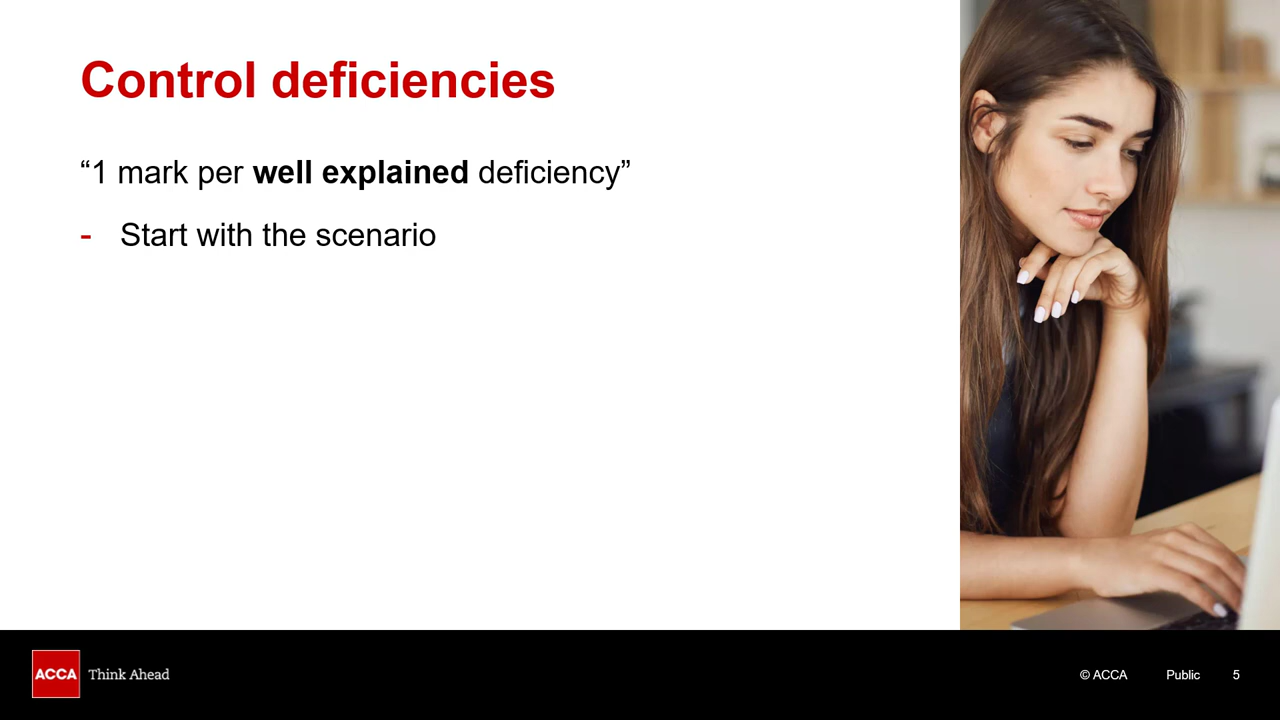 Control deficiencies
“1 mark per well explained deficiency”
- Start with the scenario
ACCA Think Ahead
© ACCA Public 5